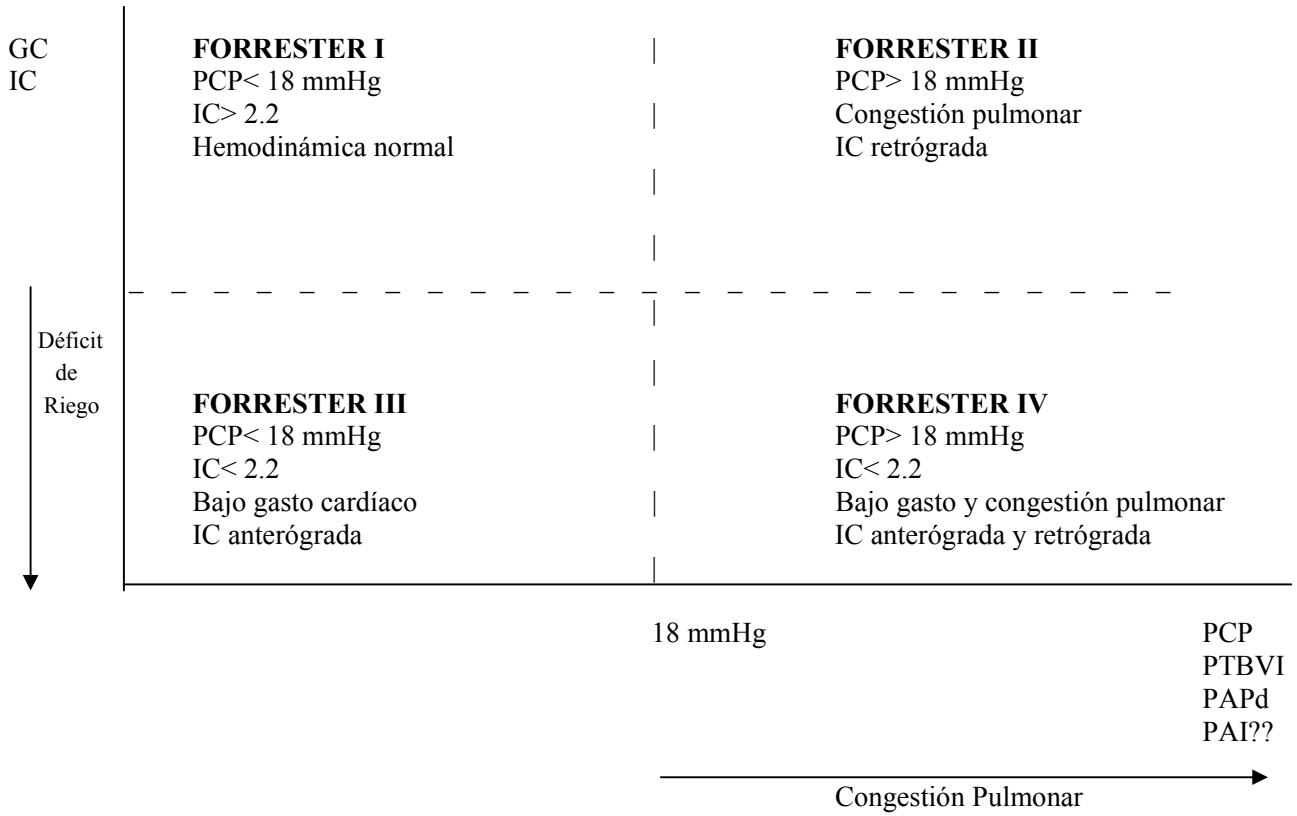 GC
IC
FORRESTER I
PCP< 18 mmHg
IC> 2.2
Hemodinámica normal
FORRESTER II
PCP> 18 mmHg
Congestión pulmonar
IC retrógrada
Déficit
de
Riego
FORRESTER III
PCP< 18 mmHg
IC< 2.2
Bajo gasto cardíaco
IC anterógrada
FORRESTER IV
PCP> 18 mmHg
IC< 2.2
Bajo gasto y congestión pulmonar
IC anterógrada y retrógrada
18 mmHg
PCP
PTBVI
PAPd
PAI??
Congestión Pulmonar